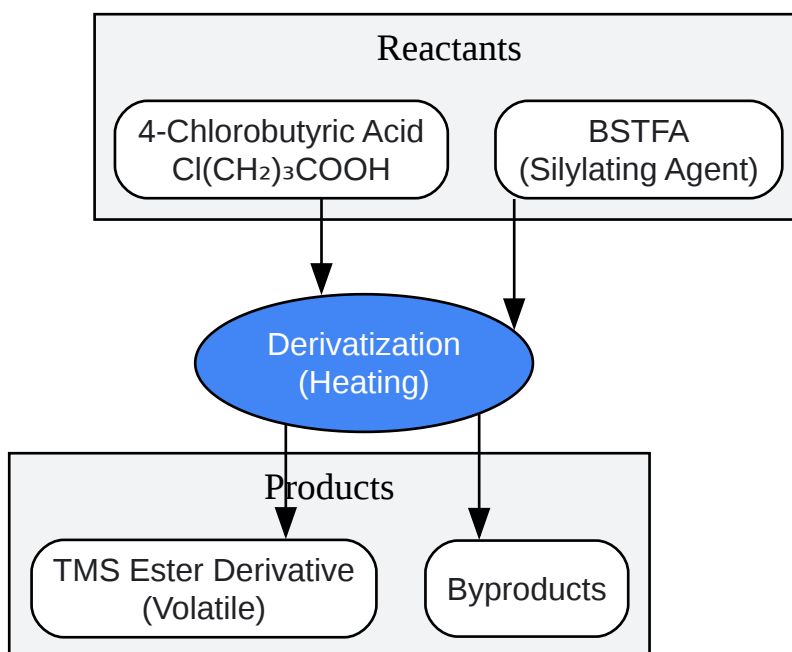 Reactants
4-Chlorobutyric Acid
Cl(CH₂)₃COOH
BSTFA
(Silylating Agent)
Derivatization
(Heating)
Products
TMS Ester Derivative
(Volatile)
Byproducts